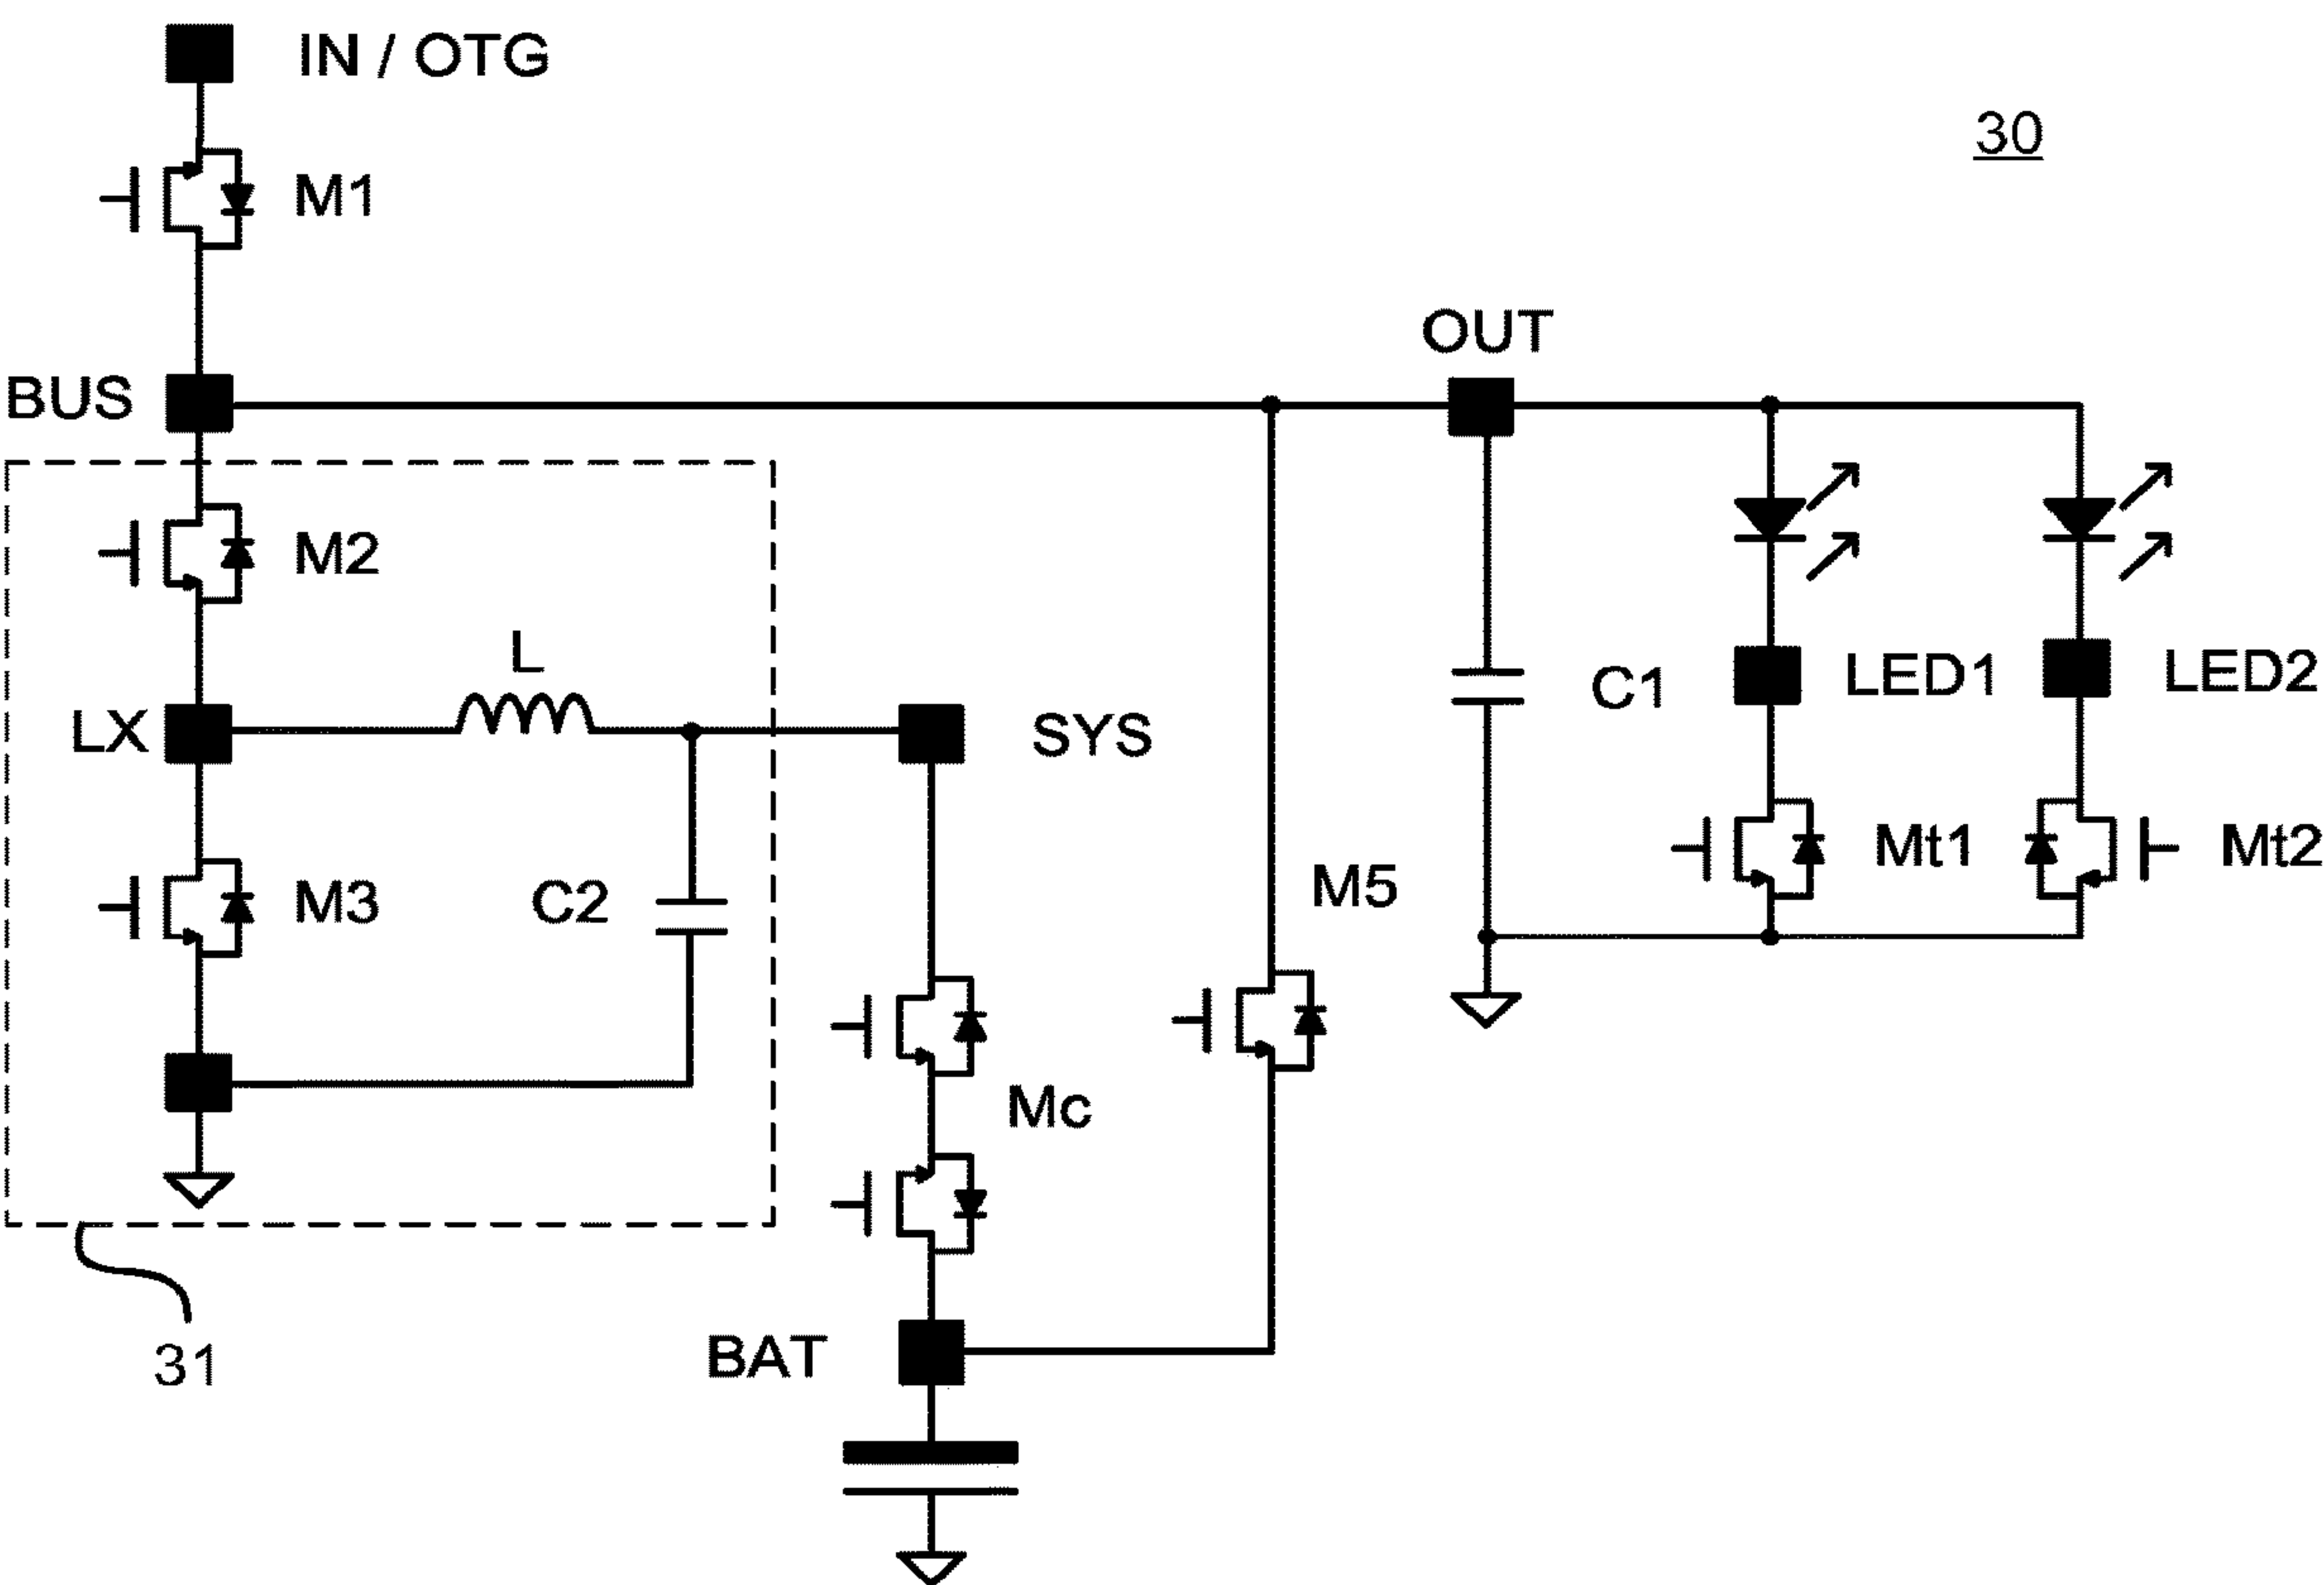 IN / OTG
30
M1
OUT
BUS
M2
L
LED1
LED2
C1
LX
SYS
Mt1
Mt2
M5
M3
C2
Mc
BAT
31